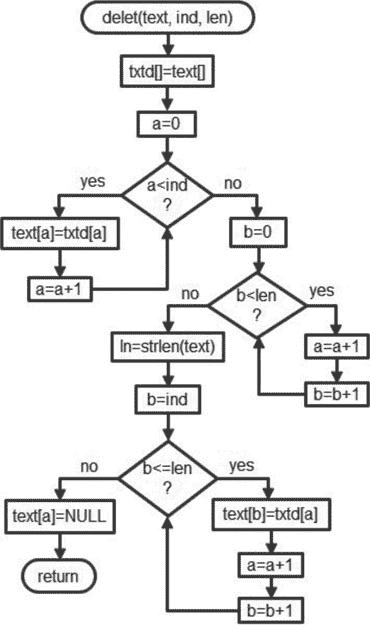 delet(text, ind, len)
txtd[]=text[]
a=0
a<ind
?
yes
no
text[a]=txtd[a]
a=a+1
b=0
b<len
?
no
yes
a=a+1
b=b+1
ln=strlen(text)
b=ind
b<=len
?
no
yes
text[a]=NULL
return
text[b]=txtd[a]
a=a+1
b=b+1